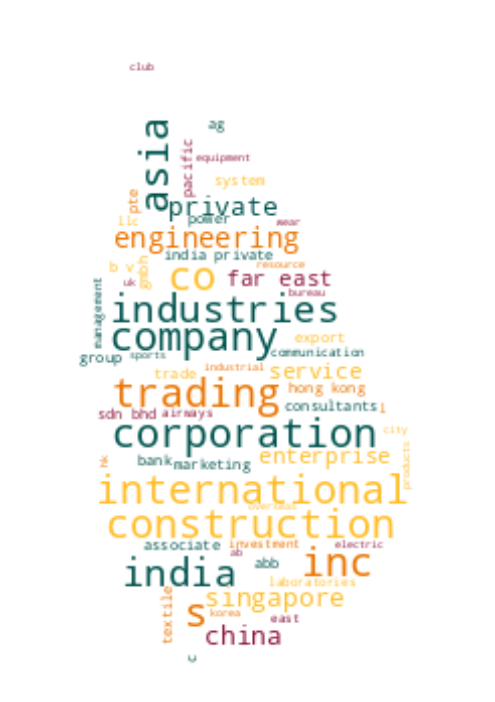 club
ag
asia
pacific
equipment
system
pte
private
llc
power
wear
engineering
india private
b v
gmbh
resource
uk
co
far east
bureau
management
industries
company
export
group
sports
communication
trade
industrial
service
trading
hong kong
sdn bhd
airways
consultants
l
corporation
city
hk
bank
marketing
enterprise
products
international
overseas
construction
associate
investment
electric
ab
abb
inc
india
laboratories
textile
singapore
s
korea
east
china
u